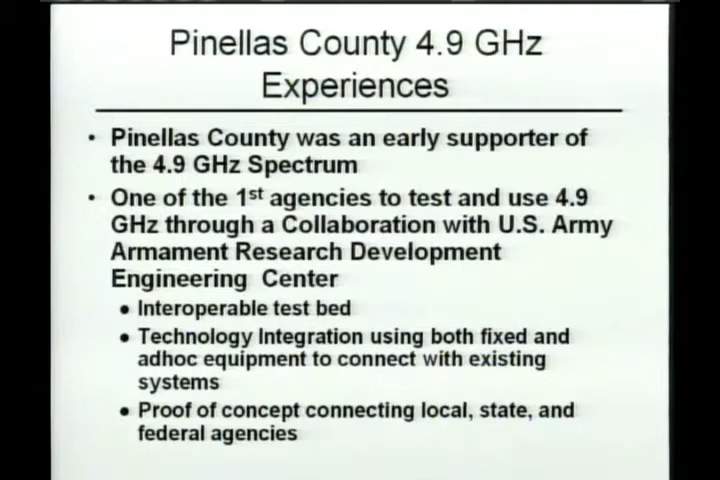 Pinellas County 4.9 GHz
Experiences
• Pinellas County was an early supporter of
the 4.9 GHz Spectrum
• One of the 1st agencies to test and use 4.9
GHz through a Collaboration with U.S. Army
Armament Research Development
Engineering Center
• Interoperable test bed
• Technology Integration using both fixed and
adhoc equipment to connect with existing
systems
• Proof of concept connecting local, state, and
federal agencies